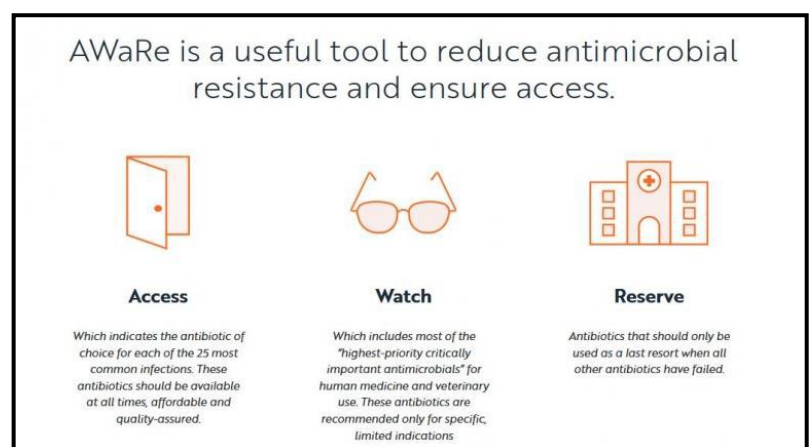 AWaRe is a useful tool to reduce antimicrobial
resistance and ensure access.
Access
Which indicates the antibiotic of
choice for each of the 25 most
common infections. These
antibiotics should be available
at all times, affordable and
quality-assured.
Watch
Which includes most of the
"highest-priority critically
important antimicrobials" for
human medicine and veterinary
use. These antibiotics are
recommended only for specific,
limited indications
Reserve
Antibiotics that should only be
used as a last resort when all
other antibiotics have failed.